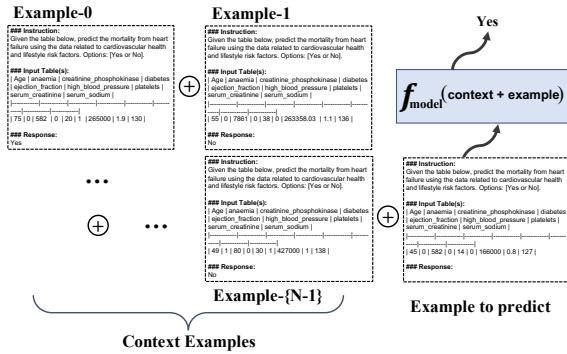 Example-0
### Instruction:
Given the table below, predict the mortality from heart
failure using the data related to cardiovascular health
and lifestyle risk factors. Options: [Yes or No].
### Input Table(s):
| Age | anaemia | creatinine_phosphokinase | diabetes
| ejection_fraction | high_blood_pressure | platelets |
serum_creatinine | serum_sodium |
| 75 | 0 | 582 | 0 | 20 | 1 | 265000 | 1.9 | 130 |
### Response:
Yes
Example-1
### Instruction:
Given the table below, predict the mortality from heart
failure using the data related to cardiovascular health
and lifestyle risk factors. Options: [Yes or No].
### Input Table(s):
| Age | anaemia | creatinine_phosphokinase | diabetes
| ejection_fraction | high_blood_pressure | platelets |
serum_creatinine | serum_sodium |
| 55 | 0 | 7861 | 0 | 38 | 0 | 263358.03 | 1.1 | 136 |
### Response:
No
...
...
### Instruction:
Given the table below, predict the mortality from heart
failure using the data related to cardiovascular health
and lifestyle risk factors. Options: [Yes or No].
### Input Table(s):
| Age | anaemia | creatinine_phosphokinase | diabetes
| ejection_fraction | high_blood_pressure | platelets |
serum_creatinine | serum_sodium |
| 49 | 1 | 80 | 0 | 30 | 1 | 427000 | 1 | 138 |
### Response:
No
Example-{N-1}
Context Examples
Yes
f model(context + example)
### Instruction:
Given the table below, predict the mortality from heart
failure using the data related to cardiovascular health
and lifestyle risk factors. Options: [Yes or No].
### Input Table(s):
| Age | anaemia | creatinine_phosphokinase | diabetes
| ejection_fraction | high_blood_pressure | platelets |
serum_creatinine | serum_sodium |
| 45 | 0 | 582 | 0 | 14 | 0 | 166000 | 0.8 | 127 |
### Response:
Example to predict